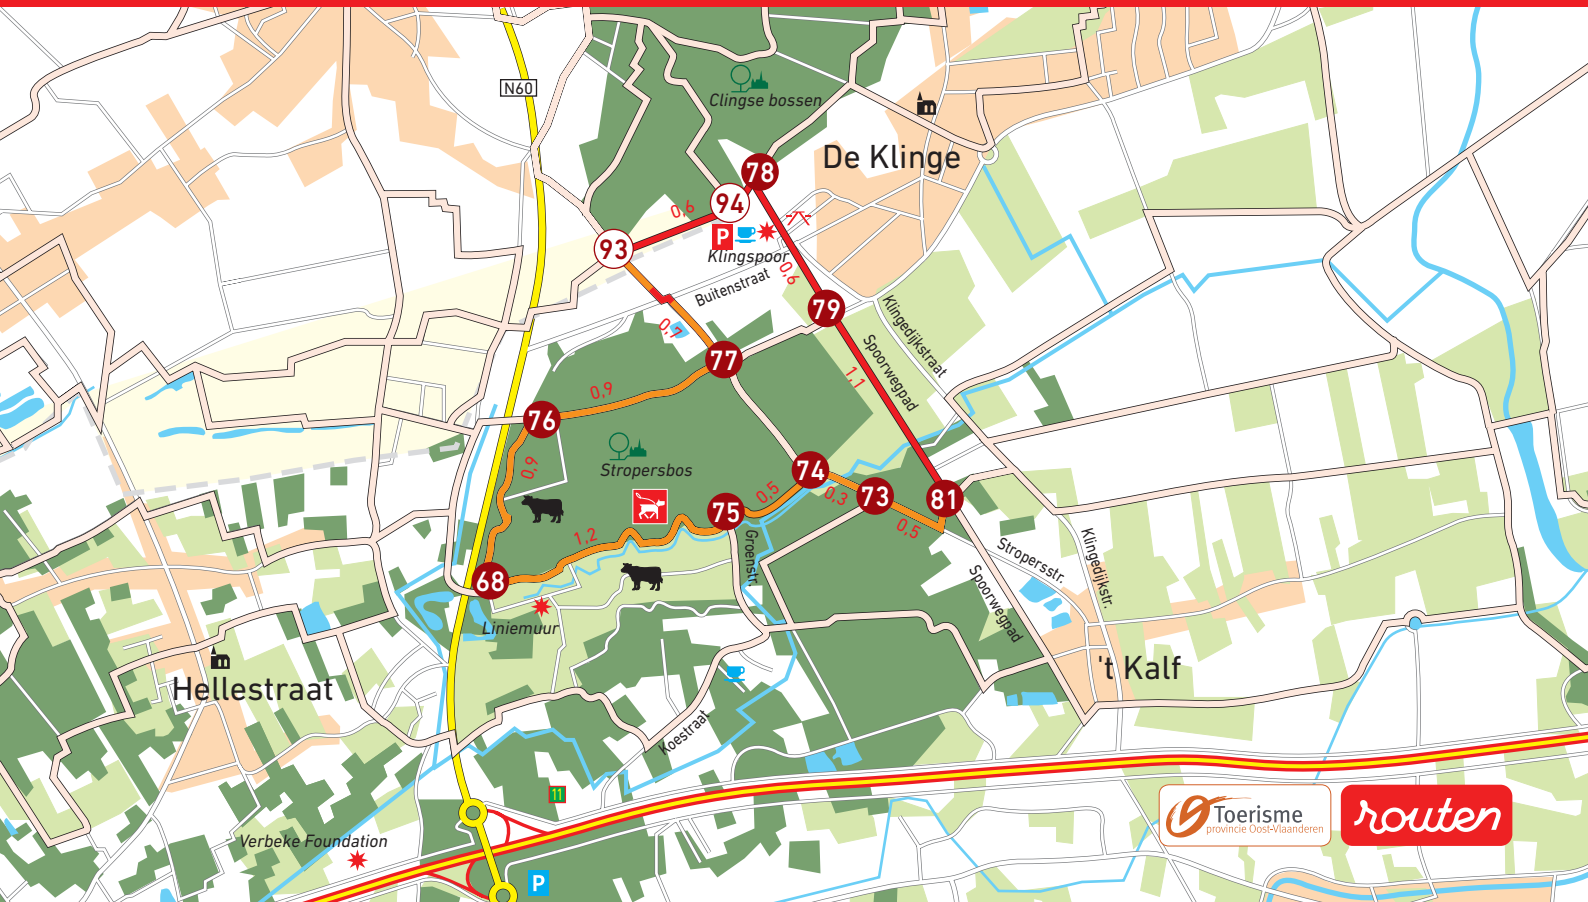 N60
Clingse bossen
De Klinge
78
94
0,6
93
P
Klingspoor
0,6
Buitenstraat
79
Klingedijkstraat
0,7
77
Spoorwegpad
1,1
0,9
76
Stropersbos
0,9
74
0,5
0.3
73
81
75
1,2
0,5
Groenstr.
Stropersstr.
Klingedijkstr.
68
Spoorwegpad
Liniemuur
't Kalf
Hellestraat
Koestraat
11
Toerisme
provincie Oost-Vlaanderen
routen
Verbeke Foundation
P